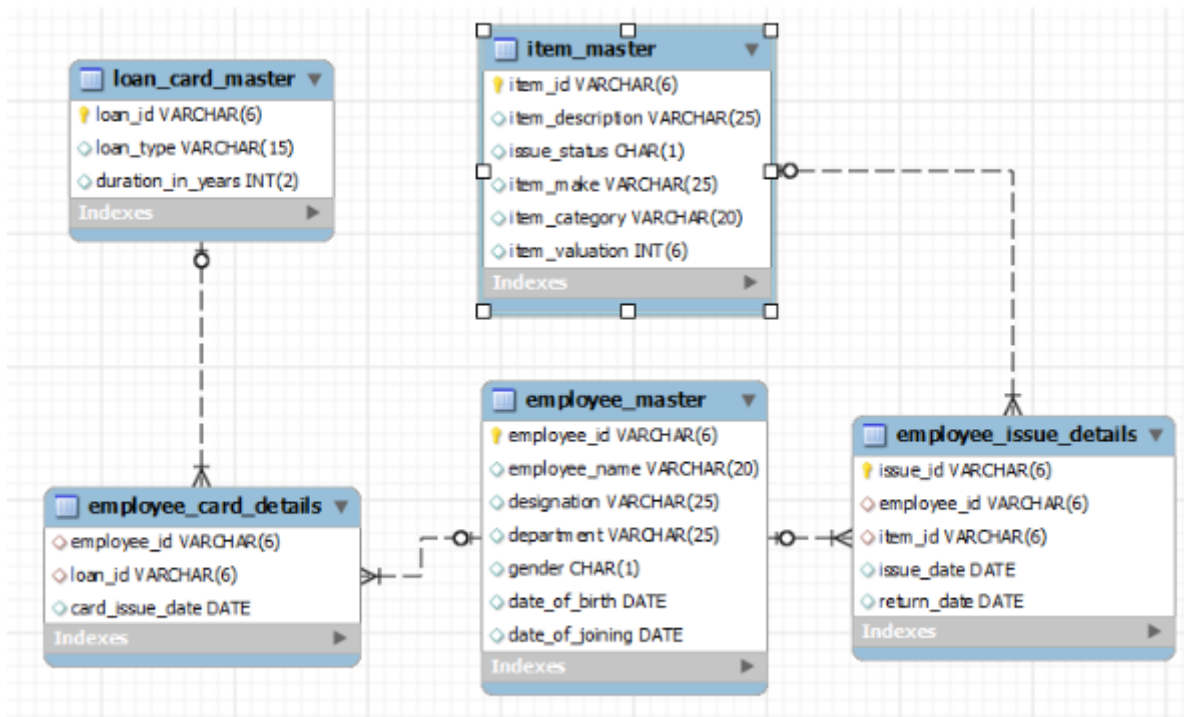 loan_card_master
loan_id VARCHAR(6)
loan_type VARCHAR(15)
duration_in_years INT(2)
Indexes
item_master
item_id VARCHAR(6)
item_description VARCHAR(25)
issue_status CHAR(1)
item_make VARCHAR(25)
item_category VARCHAR(20)
item_valuation INT(6)
Indexes
employee_card_details
employee_id VARCHAR(6)
loan_id VARCHAR(6)
card_issue_date DATE
Indexes
employee_master
employee_id VARCHAR(6)
employee_name VARCHAR(20)
designation VARCHAR(25)
department VARCHAR(25)
gender CHAR(1)
date_of_birth DATE
date_of_joining DATE
Indexes
employee_issue_details
issue_id VARCHAR(6)
employee_id VARCHAR(6)
item_id VARCHAR(6)
issue_date DATE
return_date DATE
Indexes